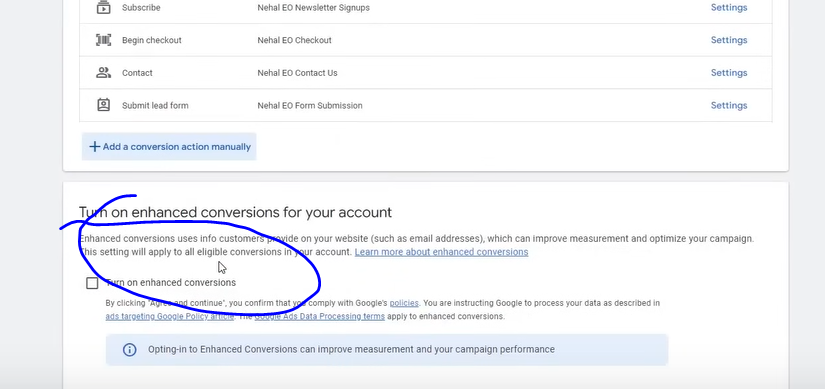 Subscribe Nehal EO Newsletter Signups Settings
Begin checkout Nehal EO Checkout Settings
Contact Nehal EO Contact Us Settings
Submit lead form Nehal EO Form Submission Settings
+ Add a conversion action manually
Turn on enhanced conversions for your account
Enhanced conversions uses info customers provide on your website (such as email addresses), which can improve measurement and optimize your campaign.
This setting will apply to all eligible conversions in your account. Learn more about enhanced conversions
Turn on enhanced conversions
By clicking "Agree and continue", you confirm that you comply with Google's policies. You are instructing Google to process your data as described in
ads targeting Google Policy article. The Google Ads Data Processing terms apply to enhanced conversions.
Opting-in to Enhanced Conversions can improve measurement and your campaign performance